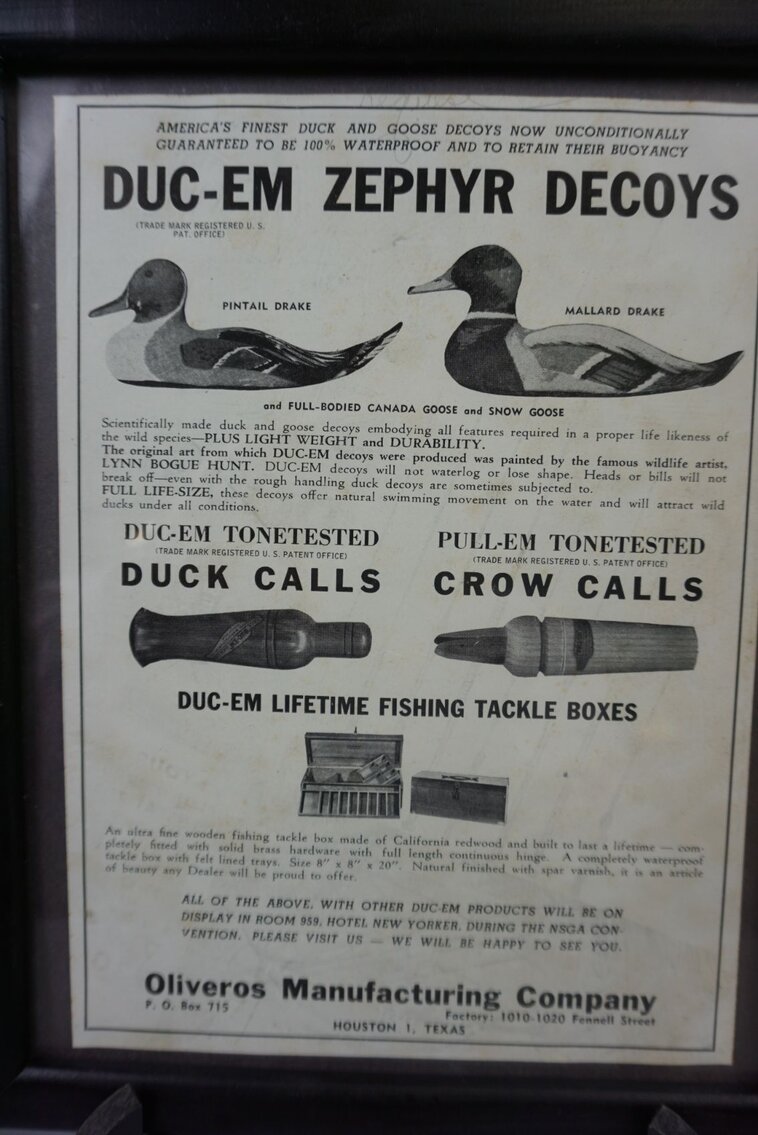 AMERICA'S FINEST DUCK AND GOOSE DECOYS NOW UNCONDITIONALLY
GUARANTEED TO BE 100% WATERPROOF AND TO RETAIN THEIR BUOYANCY
DUC-EM ZEPHYR DECOYS
(TRADE MARK REGISTERED U. S.
PAT. OFFICE)
PINTAIL DRAKE
MALLARD DRAKE
and FULL-BODIED CANADA GOOSE and SNOW GOOSE
Scientifically made duck and goose decoys embodying all features required in a proper life likeness of
the wild species—PLUS LIGHT WEIGHT and DURABILITY.
The original art from which DUC-EM decoys were produced was painted by the famous wildlife artist,
LYNN BOGUE HUNT. DUC-EM decoys will not waterlog or lose shape. Heads or bills will not
break off—even with the rough handling duck decoys are sometimes subjected to.
FULL LIFE-SIZE, these decoys offer natural swimming movement on the water and will attract wild
ducks under all conditions.
DUC-EM TONETESTED
(TRADE MARK REGISTERED U. S. PATENT OFFICE)
DUCK CALLS
PULL-EM TONETESTED
(TRADE MARK REGISTERED U. S. PATENT OFFICE)
CROW CALLS
DUC-EM LIFETIME FISHING TACKLE BOXES
An ultra fine wooden fishing tackle box made of California redwood and built to last a lifetime — com-
pletely fitted with solid brass hardware with full length continuous hinge. A completely waterproof
tackle box with felt lined trays. Size 8" x 8" x 20". Natural finished with spar varnish, it is an article
of beauty any Dealer will be proud to offer.
ALL OF THE ABOVE, WITH OTHER DUC-EM PRODUCTS WILL BE ON
DISPLAY IN ROOM 959, HOTEL NEW YORKER, DURING THE NSGA CON-
VENTION. PLEASE VISIT US — WE WILL BE HAPPY TO SEE YOU.
Oliveros Manufacturing Company
P. O. Box 715
Factory: 1010-1020 Fennell Street
HOUSTON 1, TEXAS